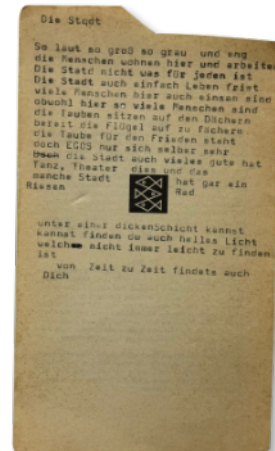 Die Stadt
So laut so groß so grau und eng
die Menschen wohnen hier und arbeiten
Die Statd nicht was für jeden ist
Die Stadt auch einfach Leben frist
viele Menschen hier auch einsam sind
obwohl hier so viele Menschen sind
die Tauben sitzen auf den Dächern
bereit die Flügel auf zu fächern
die Taube für den Frieden steht
doch EGOS nur sich selber sehr
die Stadt auch vieles gute hat
Tanz, Theater dies und das
manche Stadt hat gar ein
Riesen Rad
unter einer dickenSchicht kannst
kannst finden du auch helles Licht
welch nicht immer leicht zu finden
ist
von Zeit zu Zeit findets auch
Dich